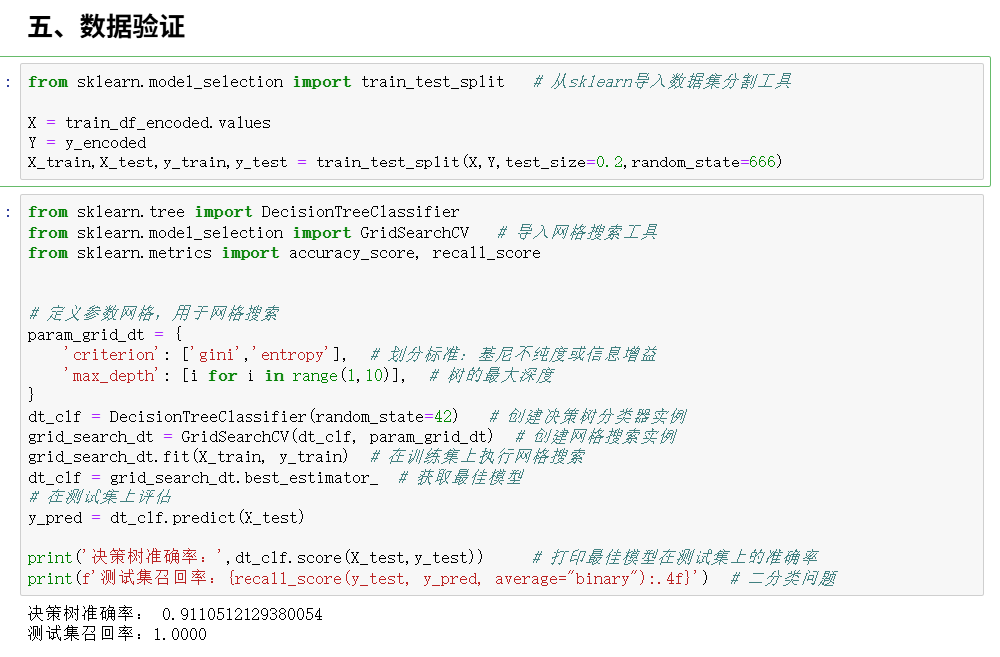 五、数据验证
: from sklearn.model_selection import train_test_split   # 从sklearn导入数据集分割工具
X = train_df_encoded.values
Y = y_encoded
X_train,X_test,y_train,y_test = train_test_split(X,Y,test_size=0.2,random_state=666)
: from sklearn.tree import DecisionTreeClassifier
from sklearn.model_selection import GridSearchCV   # 导入网格搜索工具
from sklearn.metrics import accuracy_score, recall_score
# 定义参数网格，用于网格搜索
param_grid_dt = {
    'criterion': ['gini','entropy'],  # 划分标准：基尼不纯度或信息增益
    'max_depth': [i for i in range(1,10)],  # 树的最大深度
}
dt_clf = DecisionTreeClassifier(random_state=42)   # 创建决策树分类器实例
grid_search_dt = GridSearchCV(dt_clf, param_grid_dt)  # 创建网格搜索实例
grid_search_dt.fit(X_train, y_train)  # 在训练集上执行网格搜索
dt_clf = grid_search_dt.best_estimator_  # 获取最佳模型
# 在测试集上评估
y_pred = dt_clf.predict(X_test)
print('决策树准确率：',dt_clf.score(X_test,y_test))     # 打印最佳模型在测试集上的准确率
print(f'测试集召回率：{recall_score(y_test, y_pred, average="binary"):.4f}')  # 二分类问题
决策树准确率： 0.9110512129380054
测试集召回率：1.0000